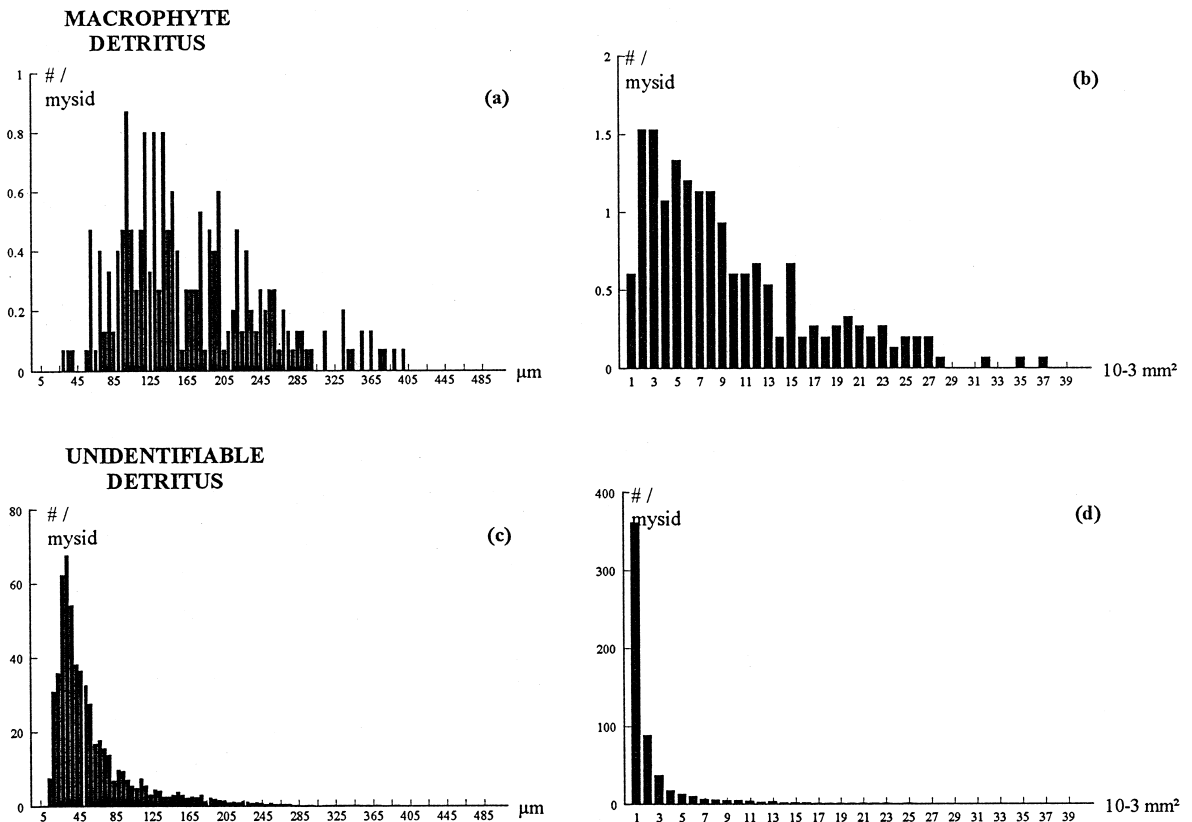 MACROPHYTE
DETRITUS
# /
mysid
(a)
1
0.8
0.6
0.4
0.2
0
5 45 85 125 165 205 245 285 325 365 405 445 485 µm
# /
mysid
(b)
2
1.5
1
0.5
0
1 3 5 7 9 11 13 15 17 19 21 23 25 27 29 31 33 35 37 39 10-3 mm²
UNIDENTIFIABLE
DETRITUS
# /
mysid
(c)
80
60
40
20
0
5 45 85 125 165 205 245 285 325 365 405 445 485 µm
# /
mysid
(d)
400
300
200
100
0
1 3 5 7 9 11 13 15 17 19 21 23 25 27 29 31 33 35 37 39 10-3 mm²